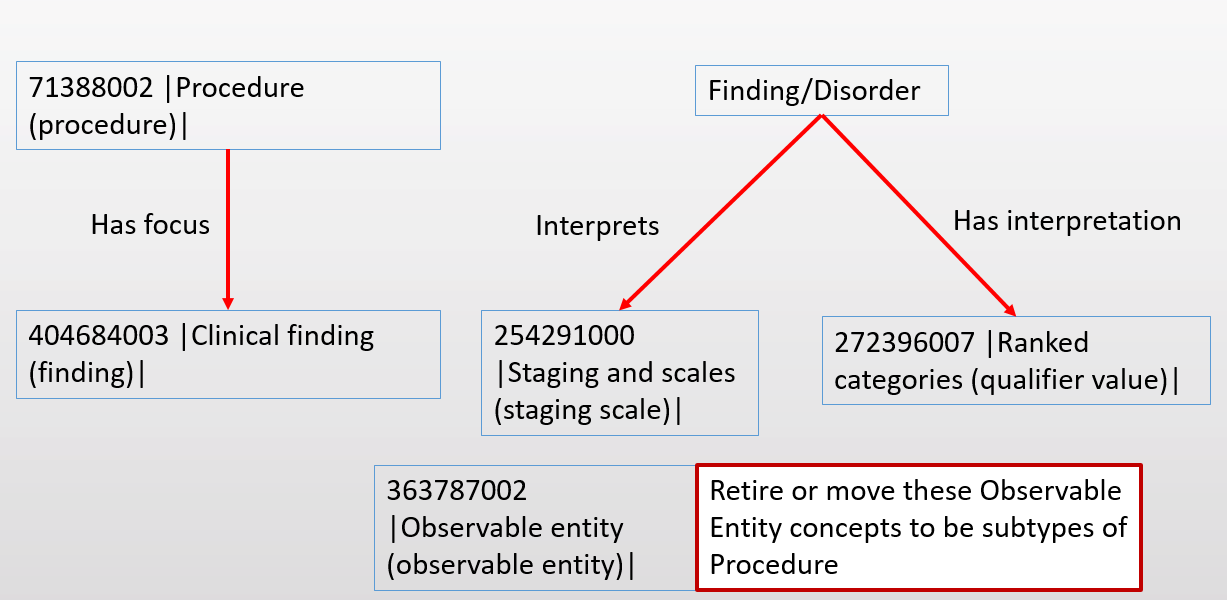 71388002 |Procedure
(procedure)|
Finding/Disorder
Has focus
Interprets
Has interpretation
404684003 |Clinical finding
(finding)|
254291000
|Staging and scales
(staging scale)|
272396007 |Ranked
categories (qualifier value)|
363787002
|Observable entity
(observable entity)|
Retire or move these Observable
Entity concepts to be subtypes of
Procedure